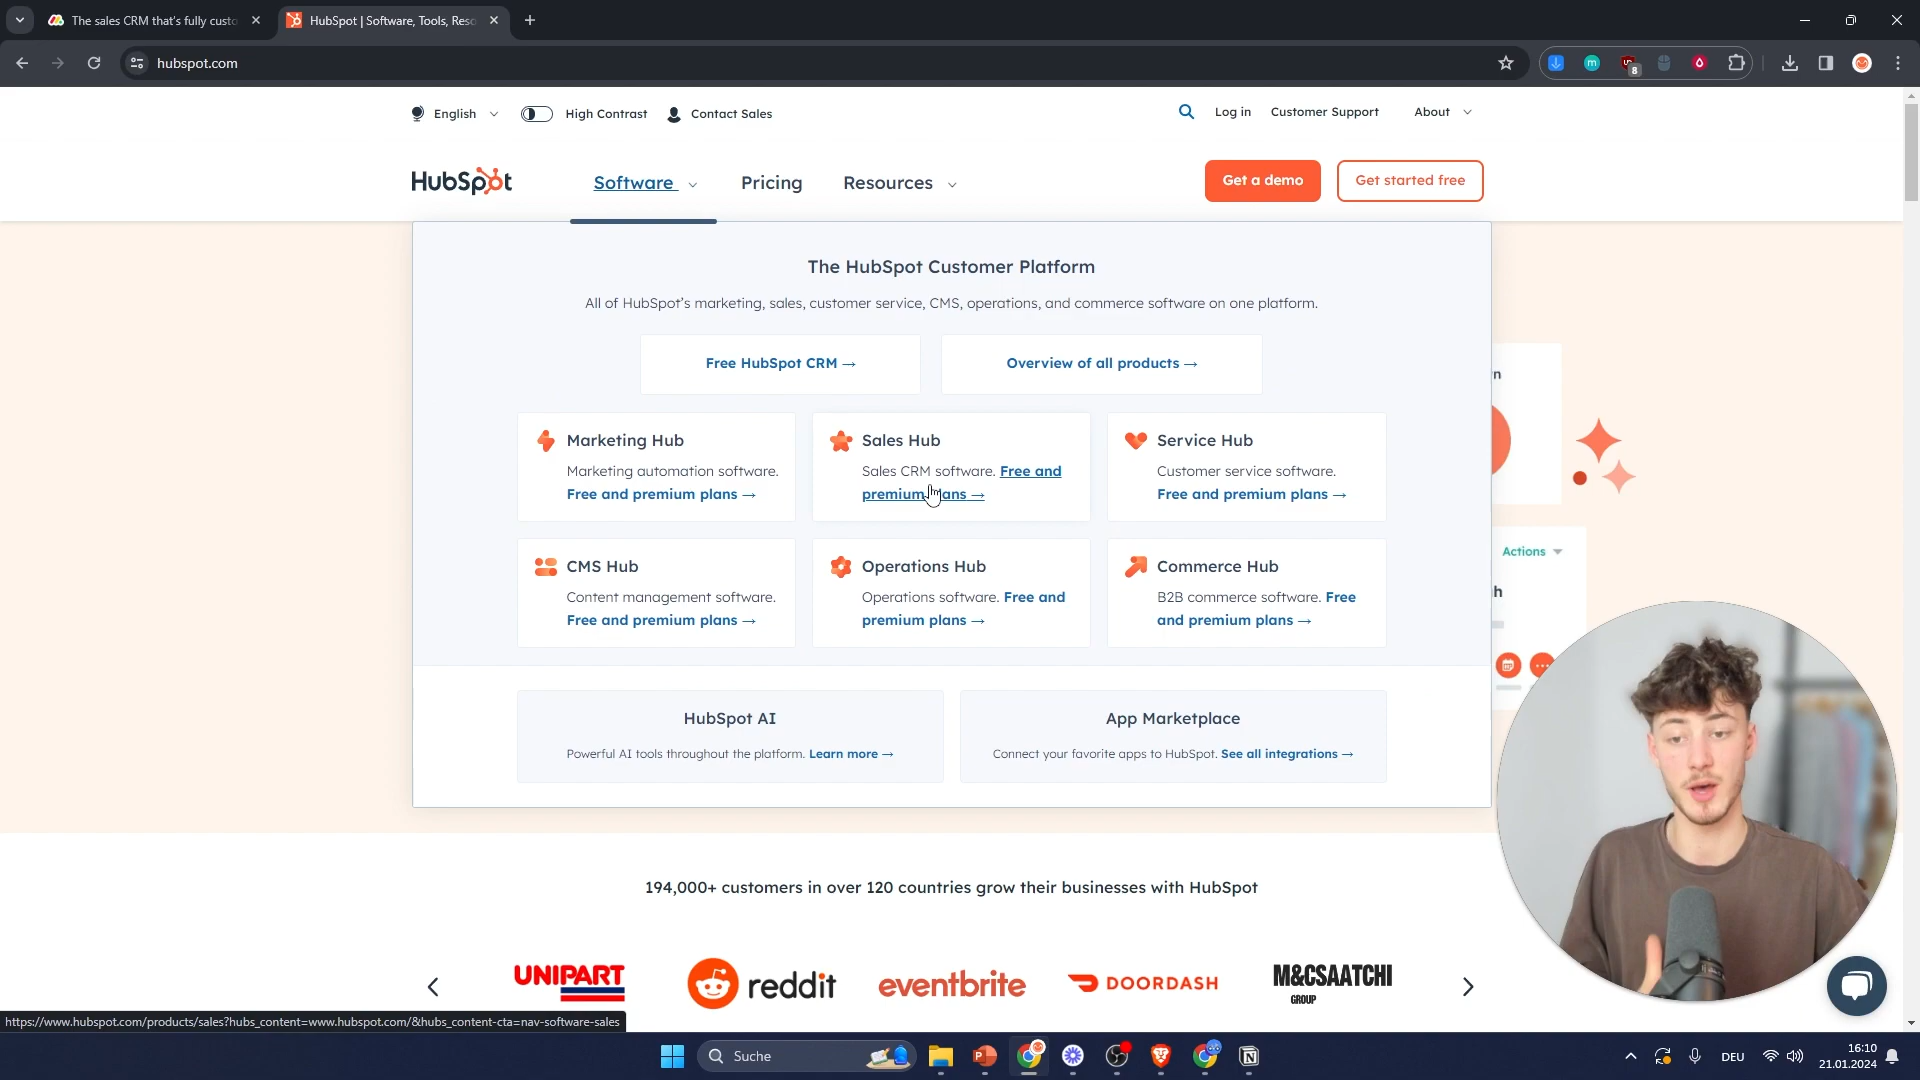 The sales CRM that's fully custo
HubSpot | Software, Tools, Reso
hubspot.com
8
English
High Contrast
Contact Sales
Log in
Customer Support
About
HubSpot
Software
Pricing
Resources
Get a demo
Get started free
The HubSpot Customer Platform
All of HubSpot's marketing, sales, customer service, CMS, operations, and commerce software on one platform.
Free HubSpot CRM →
Overview of all products →
Marketing Hub
Marketing automation software.
Free and premium plans →
Sales Hub
Sales CRM software. Free and
premium plans →
Service Hub
Customer service software.
Free and premium plans →
CMS Hub
Content management software.
Free and premium plans →
Operations Hub
Operations software. Free and
premium plans →
Commerce Hub
B2B commerce software. Free
and premium plans →
n
Actions
h
HubSpot AI
Powerful AI tools throughout the platform. Learn more →
App Marketplace
Connect your favorite apps to HubSpot. See all integrations →
194,000+ customers in over 120 countries grow their businesses with HubSpot
UNIPART
reddit
eventbrite
DOORDASH
M&CSAATCHI
GROUP
https://www.hubspot.com/products/sales?hubs_content=www.hubspot.com/&hubs_content-cta=nav-software-sales
Suche
DEU
16:10
21.01.2024